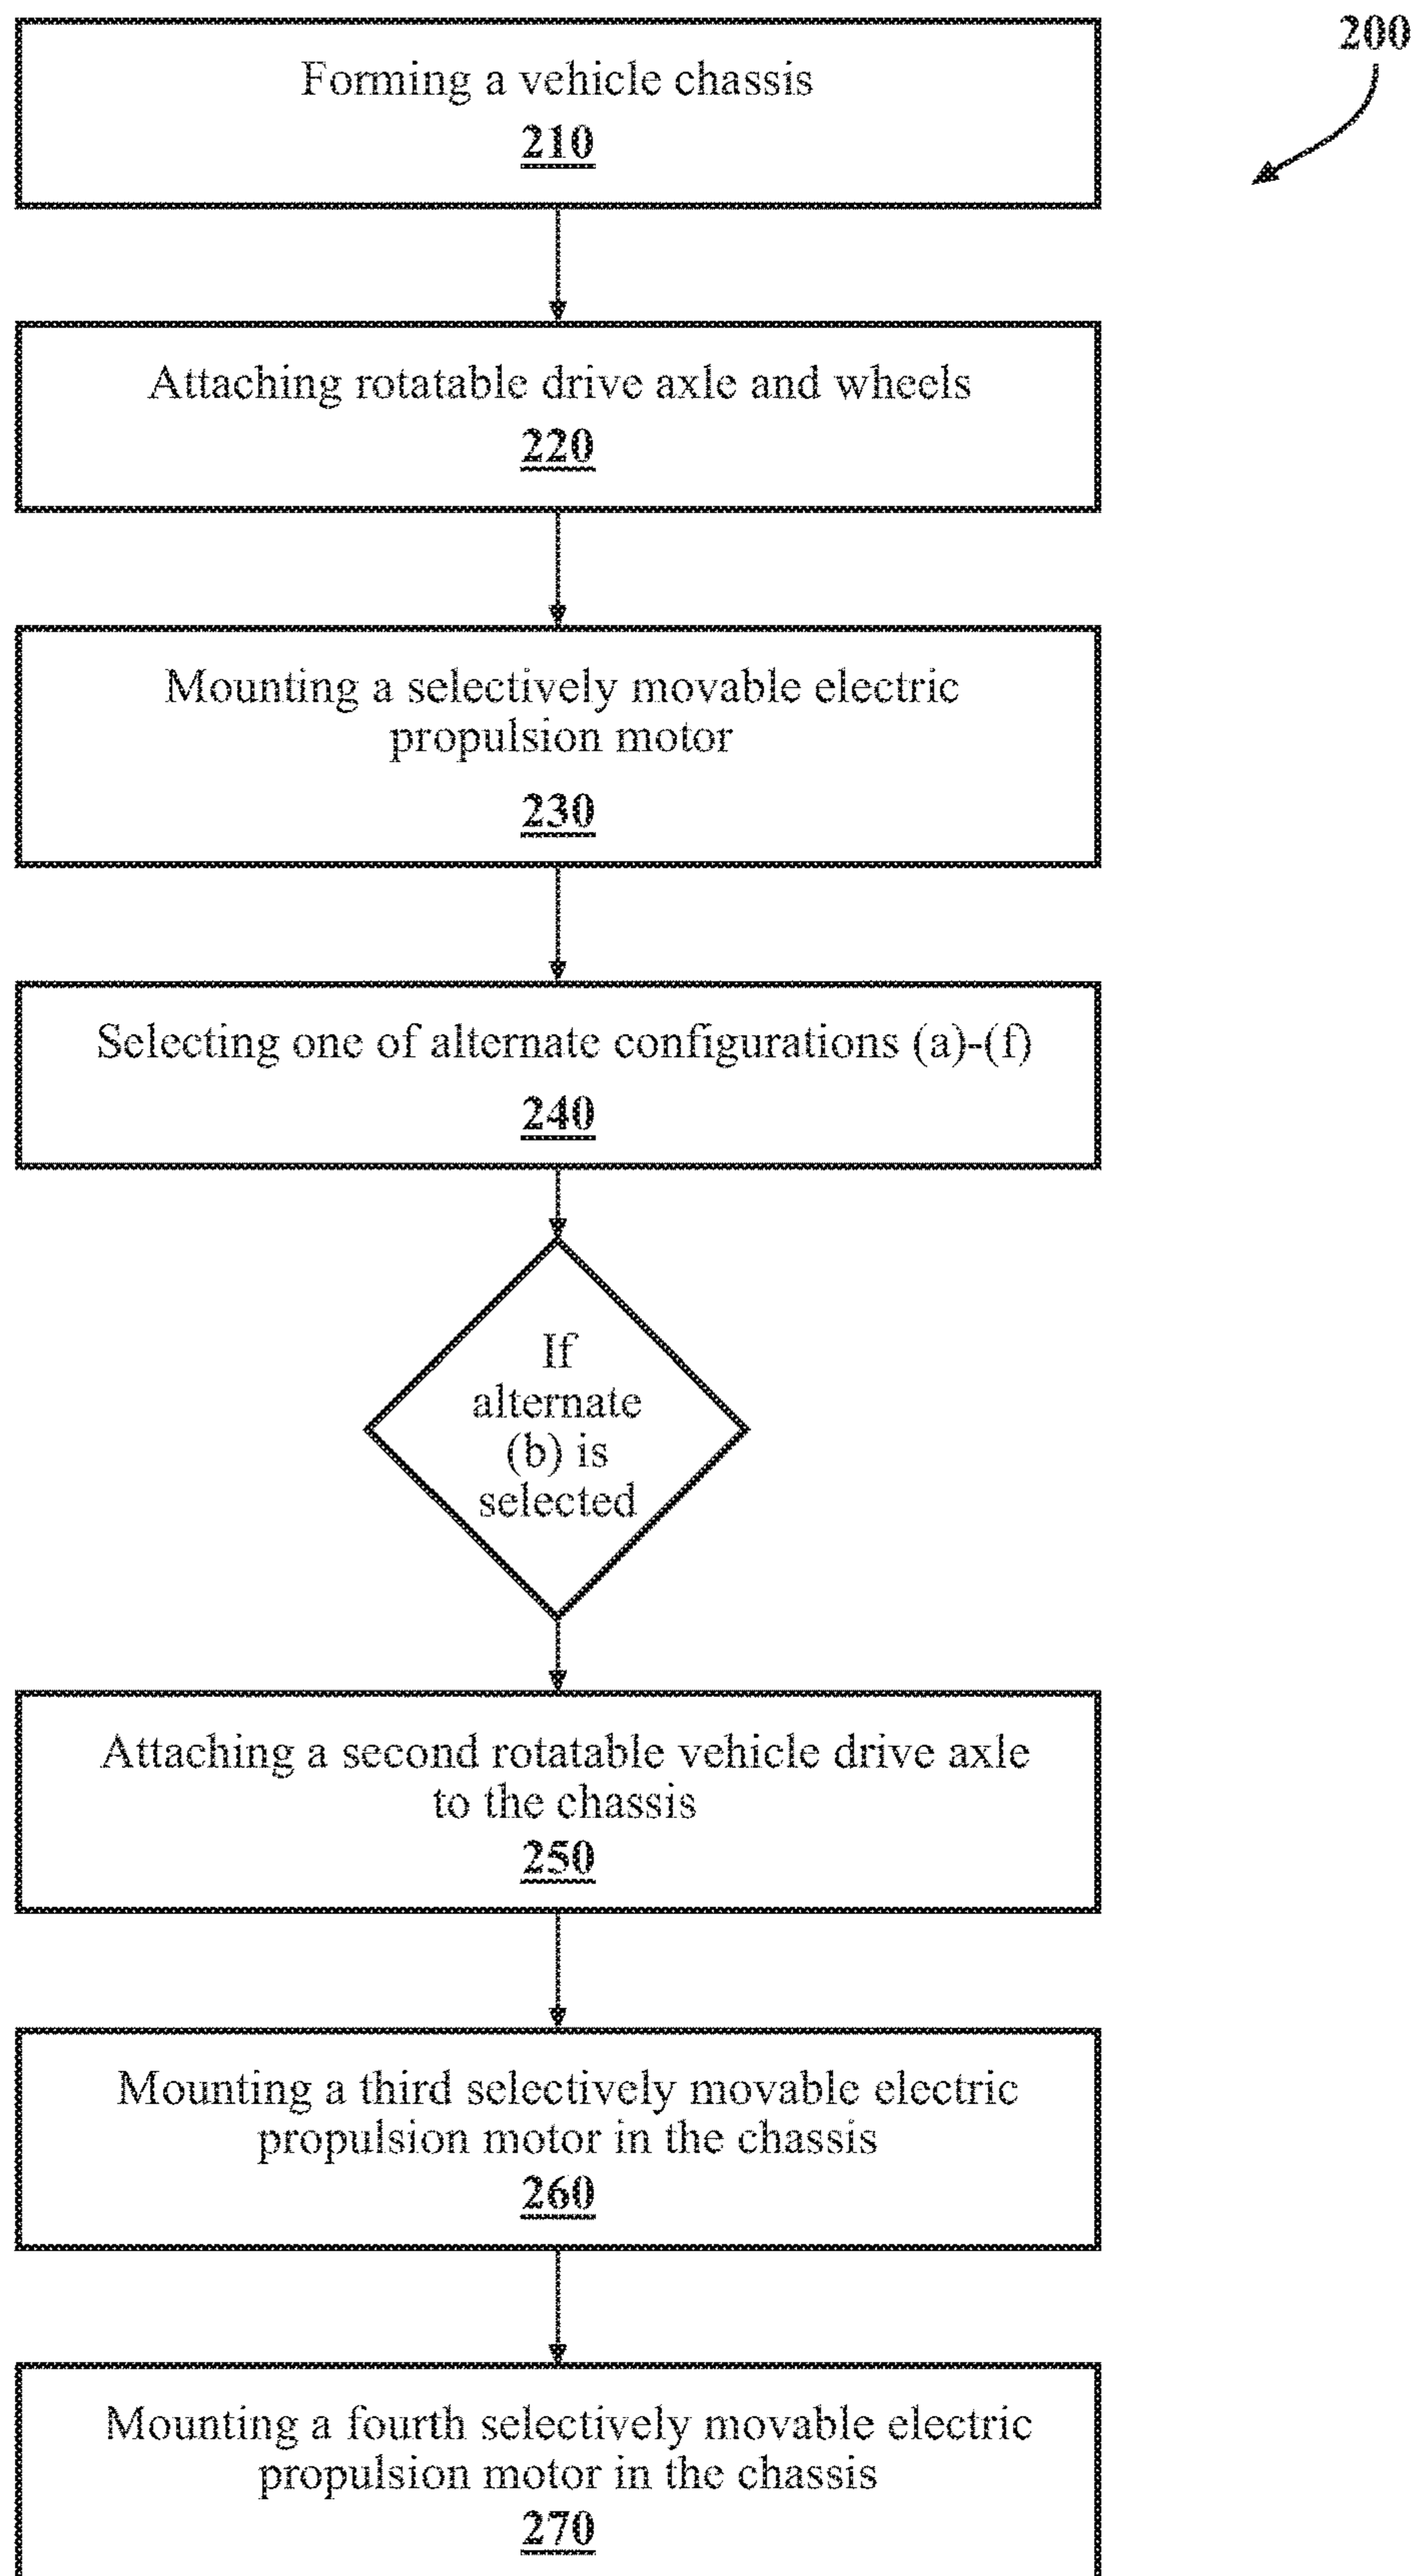 200
Forming a vehicle chassis
210
Attaching rotatable drive axle and wheels
220
Mounting a selectively movable electric
propulsion motor
230
Selecting one of alternate configurations (a)-(f)
240
If
alternate
(b) is
selected
Attaching a second rotatable vehicle drive axle
to the chassis
250
Mounting a third selectively movable electric
propulsion motor in the chassis
260
Mounting a fourth selectively movable electric
propulsion motor in the chassis
270